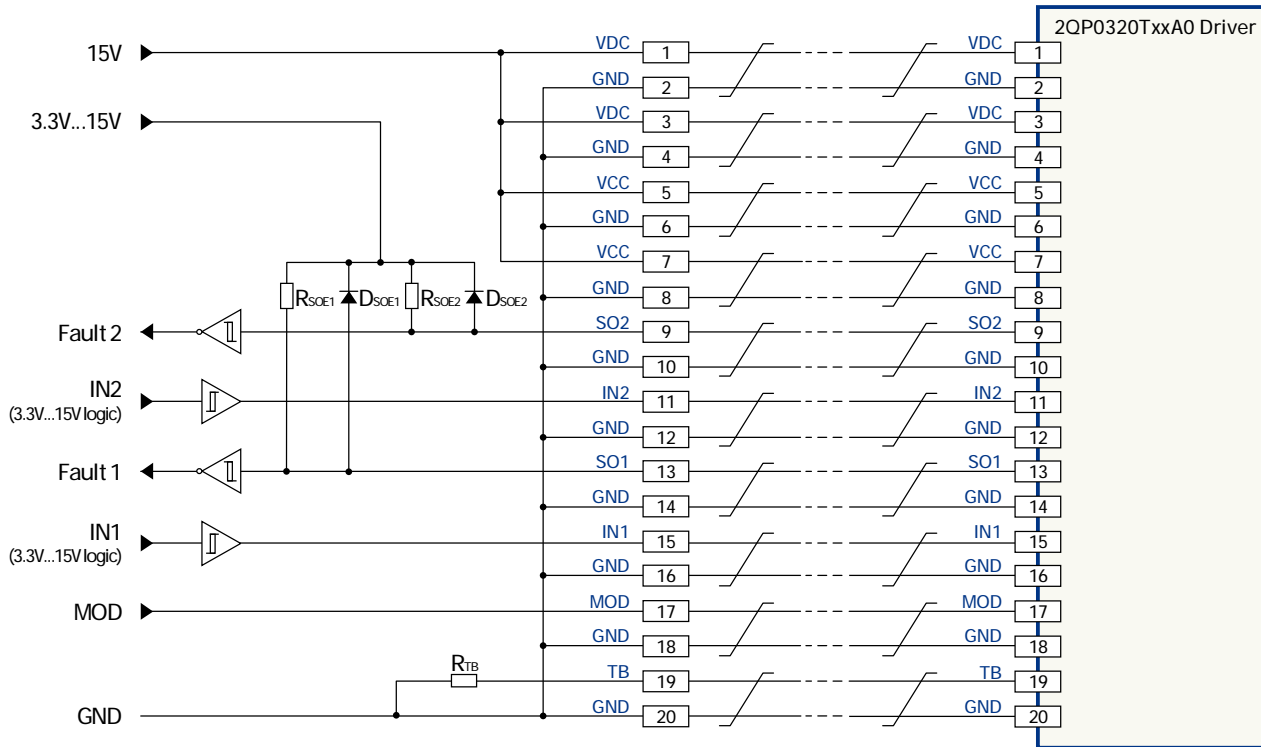 2QP0320TxxA0 Driver
15V VDC 1 VDC 1
GND 2 GND 2
3.3V...15V VDC 3 VDC 3
GND 4 GND 4
VCC 5 VCC 5
GND 6 GND 6
VCC 7 VCC 7
RSOE1 DSOE1 RSOE2 DSOE2 GND 8 GND 8
Fault 2 SO2 9 SO2 9
GND 10 GND 10
IN2 IN2 11 IN2 11
(3.3V...15V logic)
GND 12 GND 12
Fault 1 SO1 13 SO1 13
GND 14 GND 14
IN1 IN1 15 IN1 15
(3.3V...15V logic)
GND 16 GND 16
MOD MOD 17 MOD 17
GND 18 GND 18
RTB TB 19 TB 19
GND GND 20 GND 20